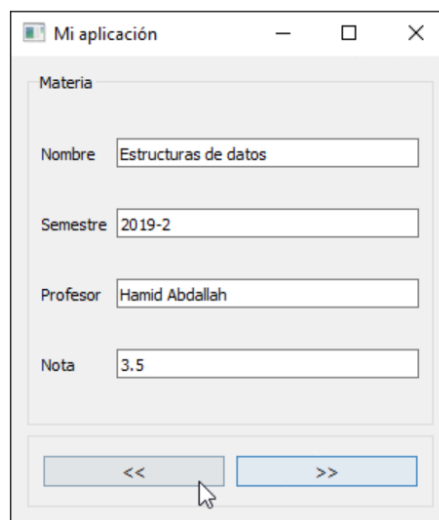 Mi aplicación
Materia
Nombre Estructuras de datos
Semestre 2019-2
Profesor Hamid Abdallah
Nota 3.5
<< >>